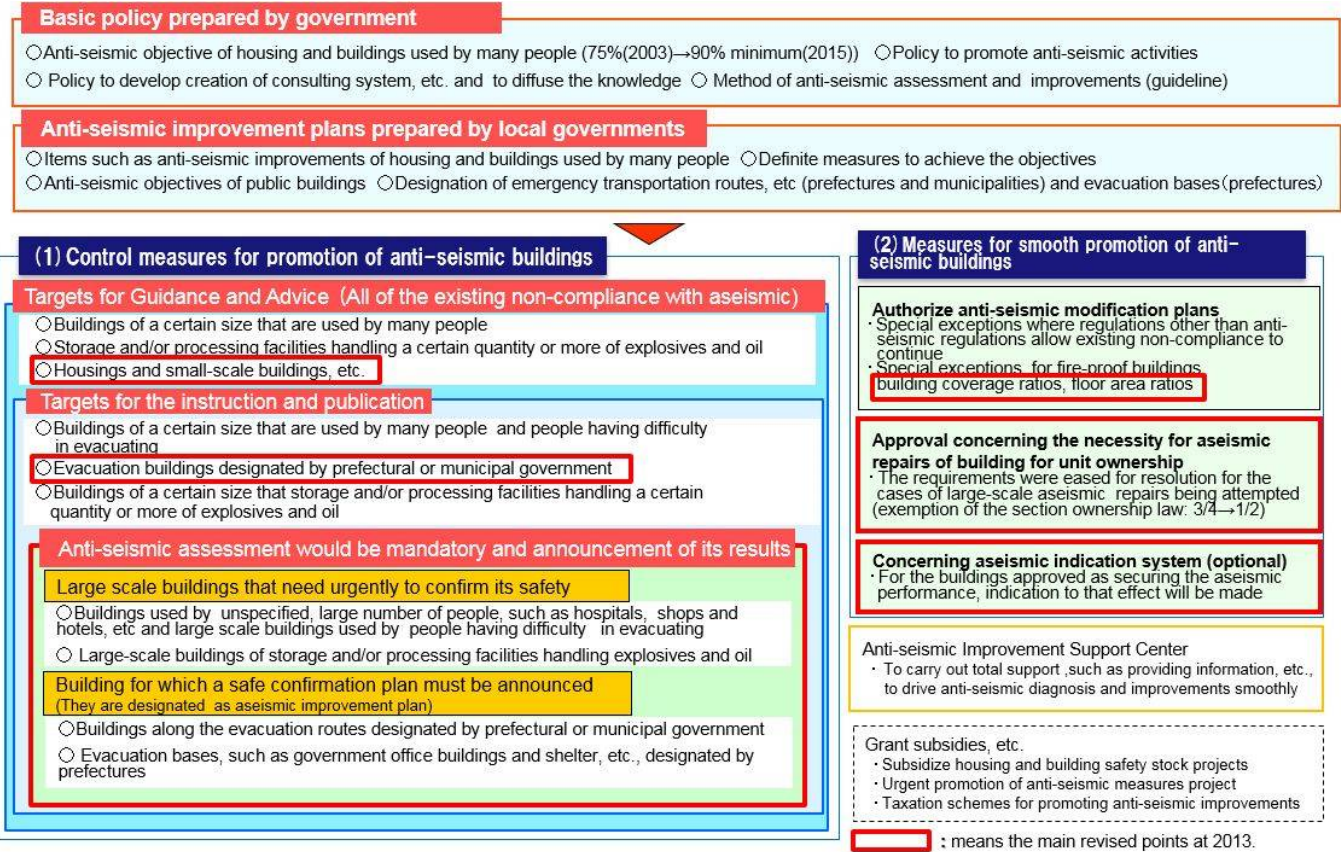 Basic policy prepared by government
○Anti-seismic objective of housing and buildings used by many people (75%(2003)→90% minimum(2015)) ○Policy to promote anti-seismic activities
○ Policy to develop creation of consulting system, etc. and to diffuse the knowledge ○ Method of anti-seismic assessment and improvements (guideline)
Anti-seismic improvement plans prepared by local governments
○Items such as anti-seismic improvements of housing and buildings used by many people ○Definite measures to achieve the objectives
○Anti-seismic objectives of public buildings ○Designation of emergency transportation routes, etc (prefectures and municipalities) and evacuation bases(prefectures)
(1) Control measures for promotion of anti-seismic buildings
Targets for Guidance and Advice (All of the existing non-compliance with aseismic)
○Buildings of a certain size that are used by many people
○Storage and/or processing facilities handling a certain quantity or more of explosives and oil
○Housings and small-scale buildings, etc.
Targets for the instruction and publication
○Buildings of a certain size that are used by many people and people having difficulty
in evacuating
○Evacuation buildings designated by prefectural or municipal government
○Buildings of a certain size that storage and/or processing facilities handling a certain
quantity or more of explosives and oil
Anti-seismic assessment would be mandatory and announcement of its results
Large scale buildings that need urgently to confirm its safety
○Buildings used by unspecified, large number of people, such as hospitals, shops and
hotels, etc and large scale buildings used by people having difficulty in evacuating
○ Large-scale buildings of storage and/or processing facilities handling explosives and oil
Building for which a safe confirmation plan must be announced
(They are designated as aseismic improvement plan)
○Buildings along the evacuation routes designated by prefectural or municipal government
○ Evacuation bases, such as government office buildings and shelter, etc., designated by
prefectures
(2) Measures for smooth promotion of anti-
seismic buildings
Authorize anti-seismic modification plans
・Special exceptions where regulations other than anti-
seismic regulations allow existing non-compliance to
continue
・Special exceptions for fire-proof buildings,
building coverage ratios, floor area ratios
Approval concerning the necessity for aseismic
repairs of building for unit ownership
・The requirements were eased for resolution for the
cases of large-scale aseismic repairs being attempted
(exemption of the section ownership law: 3/4→1/2)
Concerning aseismic indication system (optional)
・For the buildings approved as securing the aseismic
performance, indication to that effect will be made
Anti-seismic Improvement Support Center
・To carry out total support ,such as providing information, etc.,
to drive anti-seismic diagnosis and improvements smoothly
Grant subsidies, etc.
・Subsidize housing and building safety stock projects
・Urgent promotion of anti-seismic measures project
・Taxation schemes for promoting anti-seismic improvements
: means the main revised points at 2013.